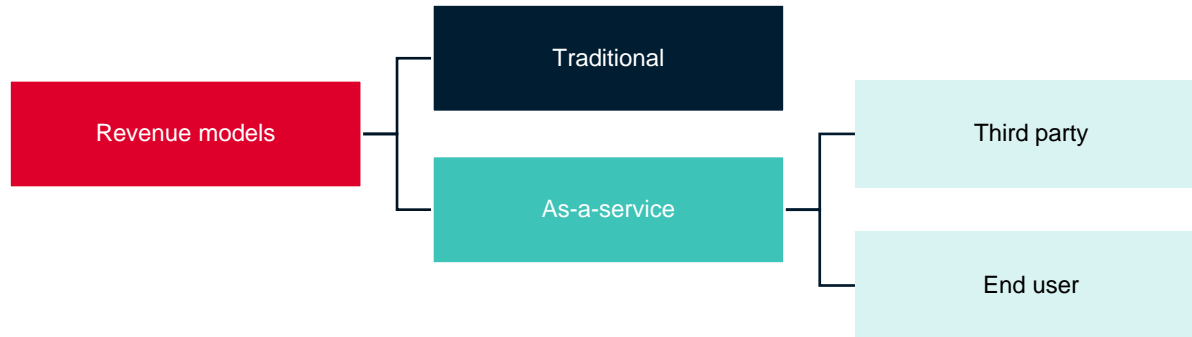 Revenue models
Traditional
As-a-service
Third party
End user